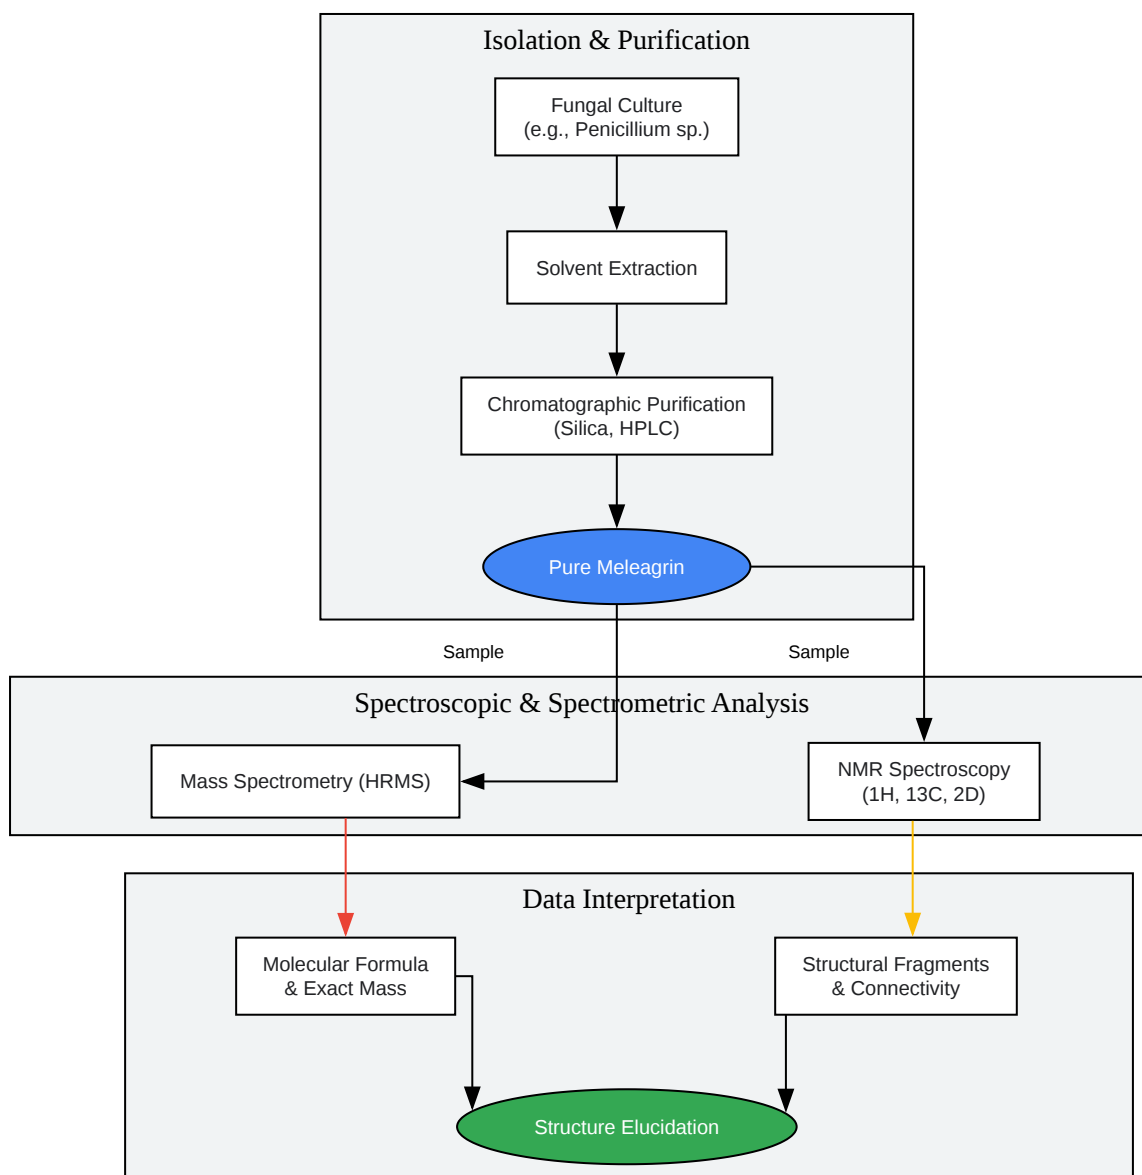 Isolation & Purification
Fungal Culture
(e.g., Penicillium sp.)
Solvent Extraction
Chromatographic Purification
(Silica, HPLC)
Pure Meleagrin
Sample
Sample
Spectroscopic & Spectrometric Analysis
Mass Spectrometry (HRMS)
NMR Spectroscopy
(1H, 13C, 2D)
Data Interpretation
Molecular Formula
& Exact Mass
Structural Fragments
& Connectivity
Structure Elucidation